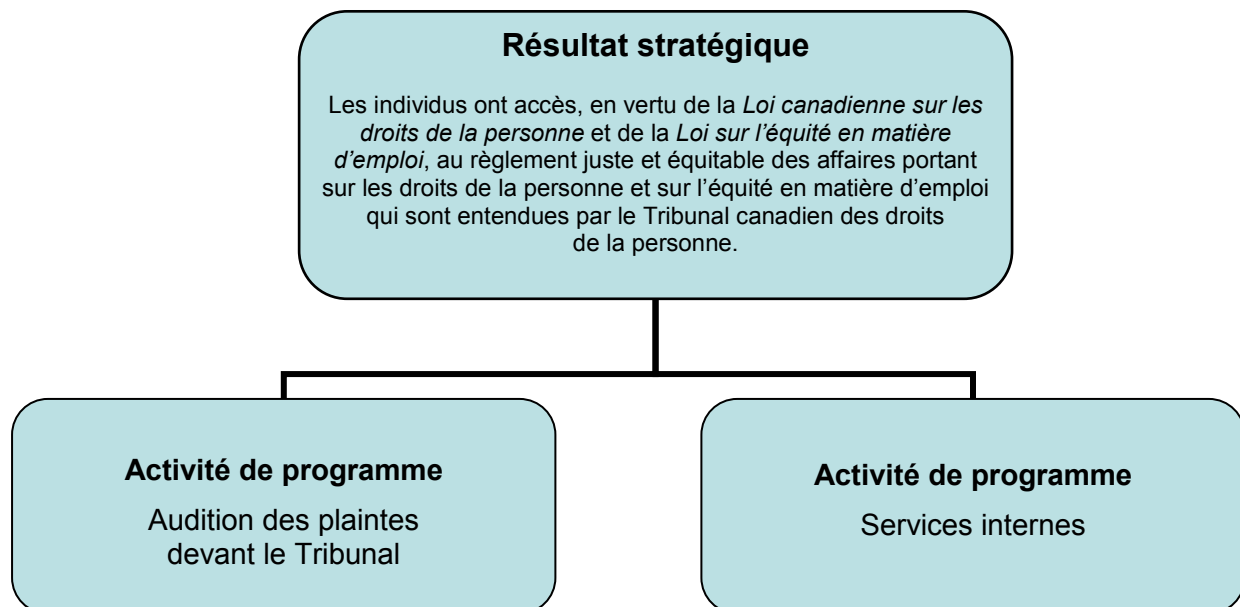 Résultat stratégique
Les individus ont accès, en vertu de la Loi canadienne sur les
droits de la personne et de la Loi sur l’équité en matière
d’emploi, au règlement juste et équitable des affaires portant
sur les droits de la personne et sur l’équité en matière d’emploi
qui sont entendues par le Tribunal canadien des droits
de la personne.
Activité de programme
Audition des plaintes
devant le Tribunal
Activité de programme
Services internes